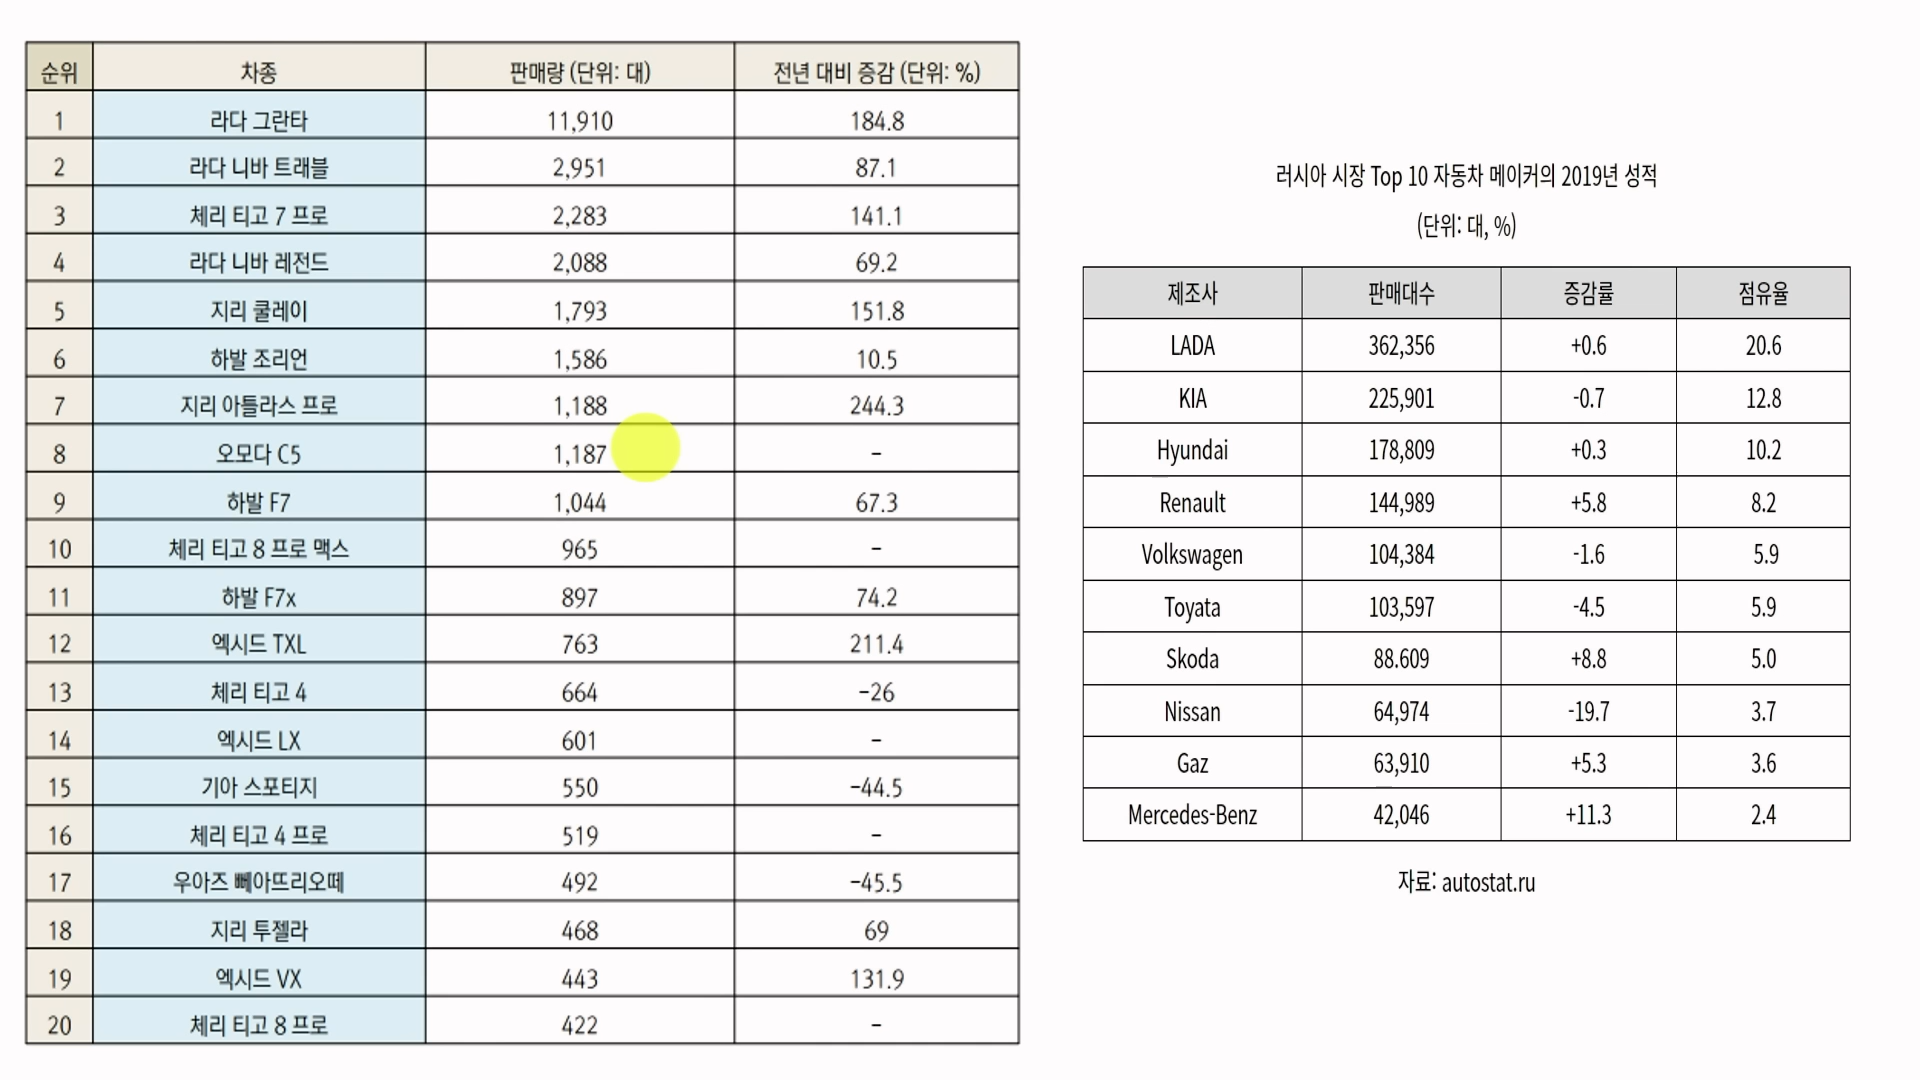 순위 차종 판매량 (단위: 대) 전년 대비 증감 (단위: %)
1 라다 그란타 11,910 184.8
2 라다 니바 트래블 2,951 87.1
3 체리 티고 7 프로 2,283 141.1
4 라다 니바 레전드 2,088 69.2
5 지리 쿨레이 1,793 151.8
6 하발 조리언 1,586 10.5
7 지리 아틀라스 프로 1,188 244.3
8 오모다 C5 1,187 –
9 하발 F7 1,044 67.3
10 체리 티고 8 프로 맥스 965 –
11 하발 F7x 897 74.2
12 엑시드 TXL 763 211.4
13 체리 티고 4 664 –26
14 엑시드 LX 601 –
15 기아 스포티지 550 –44.5
16 체리 티고 4 프로 519 –
17 우아즈 뻬아뜨리오떼 492 –45.5
18 지리 투젤라 468 69
19 엑시드 VX 443 131.9
20 체리 티고 8 프로 422 –
러시아 시장 Top 10 자동차 메이커의 2019년 성적
(단위: 대, %)
제조사 판매대수 증감률 점유율
LADA 362,356 +0.6 20.6
KIA 225,901 -0.7 12.8
Hyundai 178,809 +0.3 10.2
Renault 144,989 +5.8 8.2
Volkswagen 104,384 -1.6 5.9
Toyata 103,597 -4.5 5.9
Skoda 88.609 +8.8 5.0
Nissan 64,974 -19.7 3.7
Gaz 63,910 +5.3 3.6
Mercedes-Benz 42,046 +11.3 2.4
자료: autostat.ru